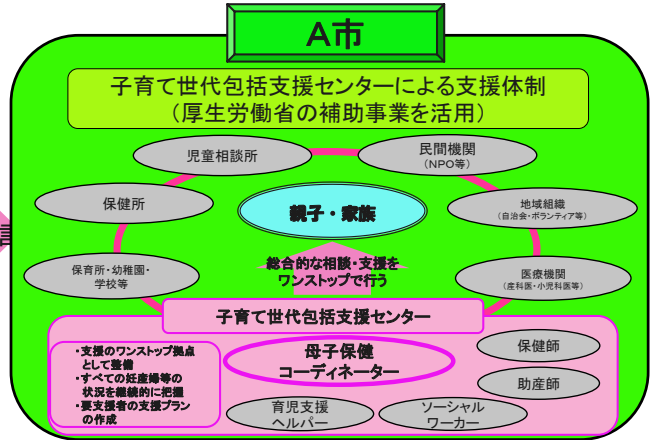 A市
子育て世代包括支援センターによる支援体制
（厚生労働省の補助事業を活用）
児童相談所
民間機関
（NPO等）
保健所
親子・家族
地域組織
（自治会・ボランティア等）
言
保育所・幼稚園・
学校等
総合的な相談・支援を
ワンストップで行う
医療機関
（産科医・小児科医等）
子育て世代包括支援センター
・支援のワンストップ拠点
として整備
・すべての妊産婦等の
状況を継続的に把握
・要支援者の支援プラン
の作成
母子保健
コーディネーター
保健師
助産師
育児支援
ヘルパー
ソーシャル
ワーカー